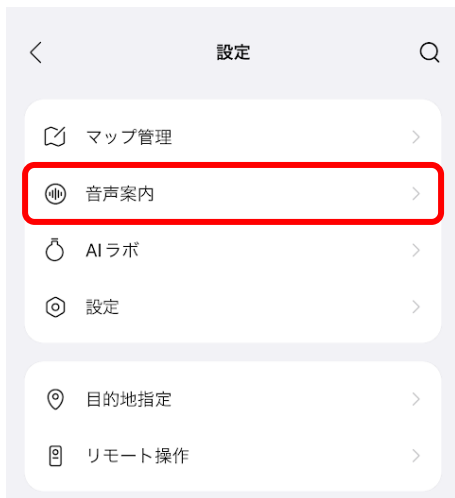 設定
マップ管理
音声案内
AIラボ
設定
目的地指定
リモート操作